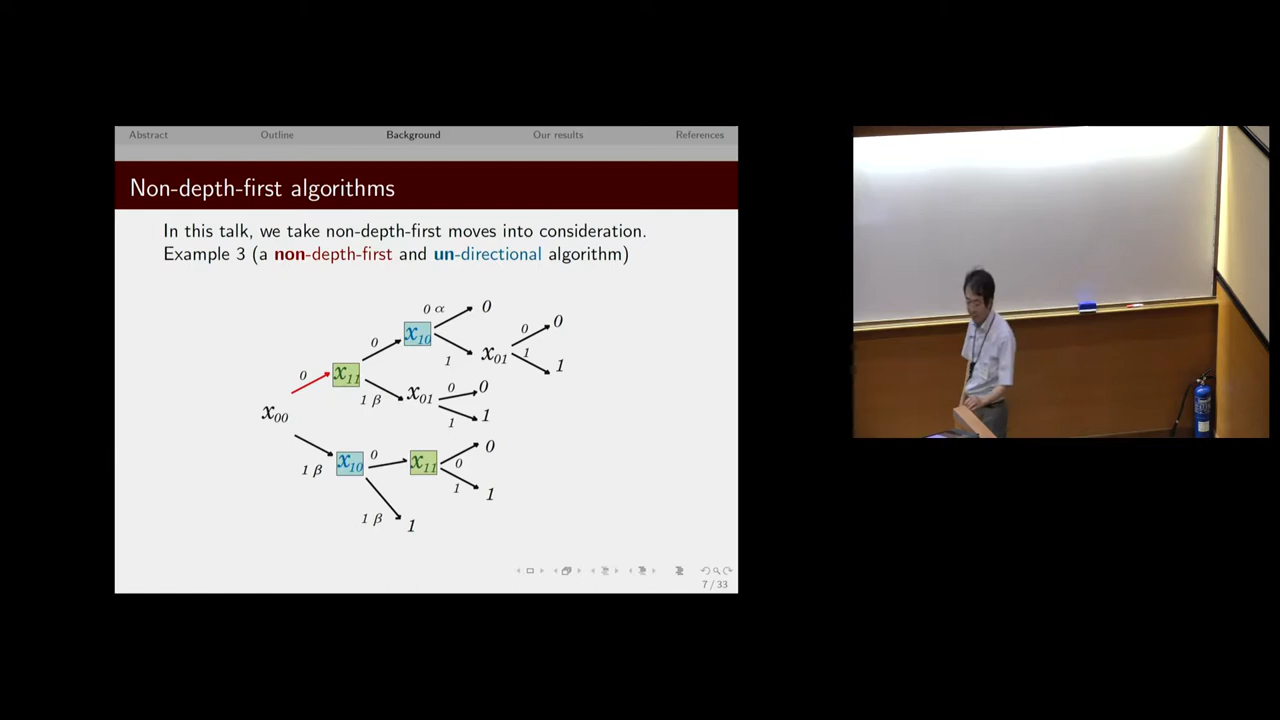 Abstract Outline Background Our results References
Non-depth-first algorithms
In this talk, we take non-depth-first moves into consideration.
Example 3 (a non-depth-first and un-directional algorithm)
0 α 0
x10
0 1 x01 0 0
1 1
0 x11
1 β x01 0 0
1 1
x00
1 β x10 0 x11 0 0
1 1
1 β 1
7 / 33